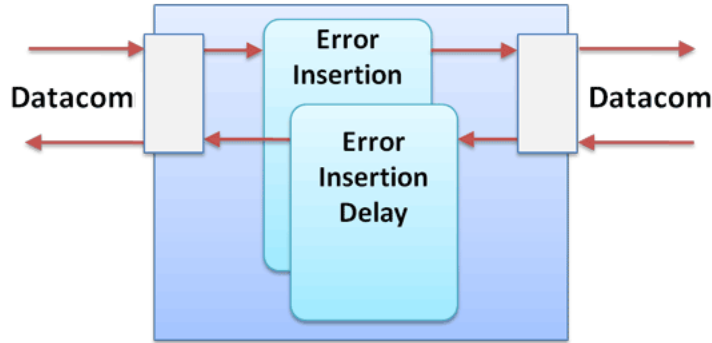 Error
Insertion
Datacom
Datacom
Error
Insertion
Delay